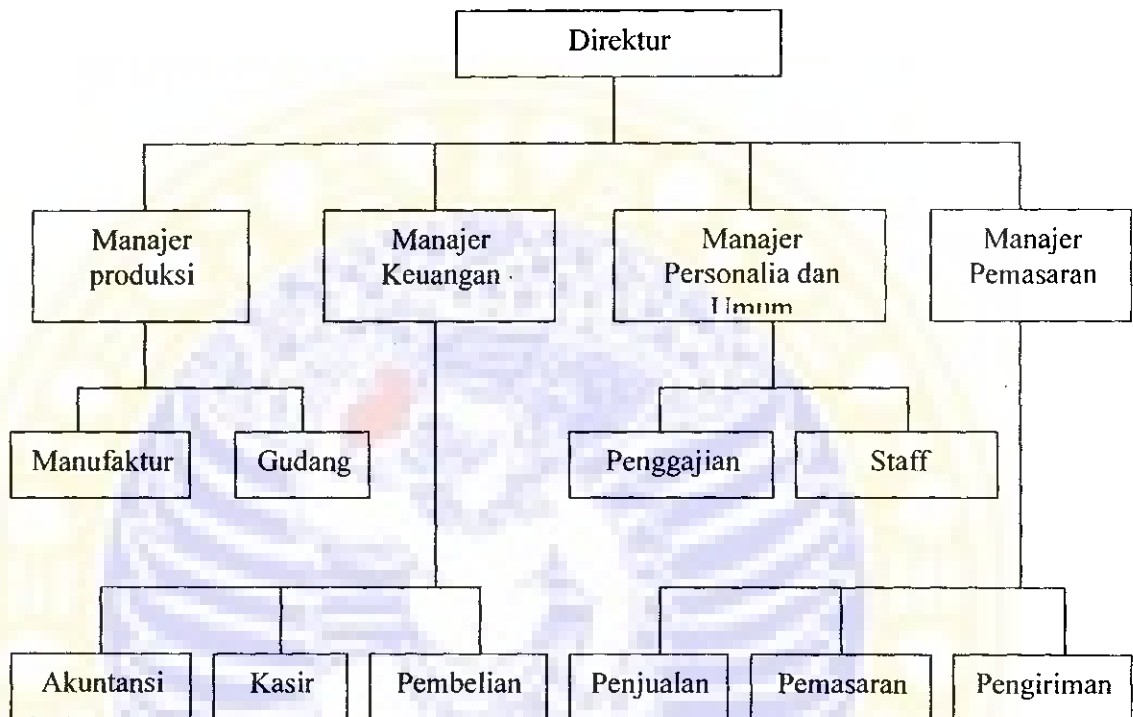 Direktur
Manajer
produksi
Manajer
Keuangan
Manajer
Personalia dan
Umum
Manajer
Pemasaran
Manufaktur
Gudang
Penggajian
Staff
Akuntansi
Kasir
Pembelian
Penjualan
Pemasaran
Pengiriman